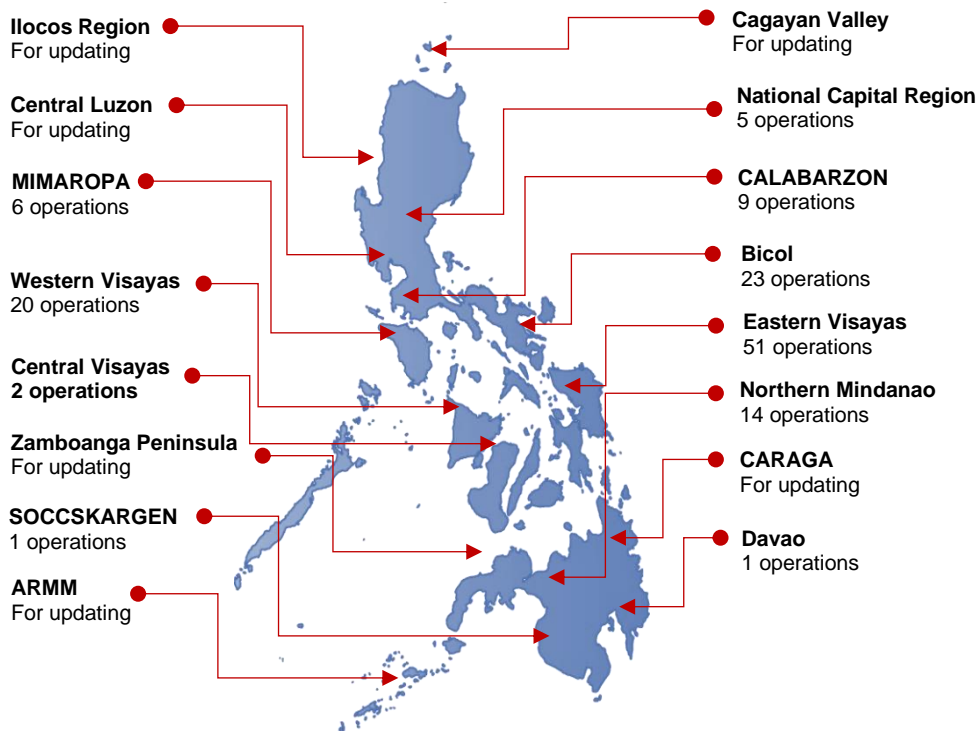 Ilocos Region
For updating
Central Luzon
For updating
MIMAROPA
6 operations
Western Visayas
20 operations
Central Visayas
2 operations
Zamboanga Peninsula
For updating
SOCCSKARGEN
1 operations
ARMM
For updating
Cagayan Valley
For updating
National Capital Region
5 operations
CALABARZON
9 operations
Bicol
23 operations
Eastern Visayas
51 operations
Northern Mindanao
14 operations
CARAGA
For updating
Davao
1 operations